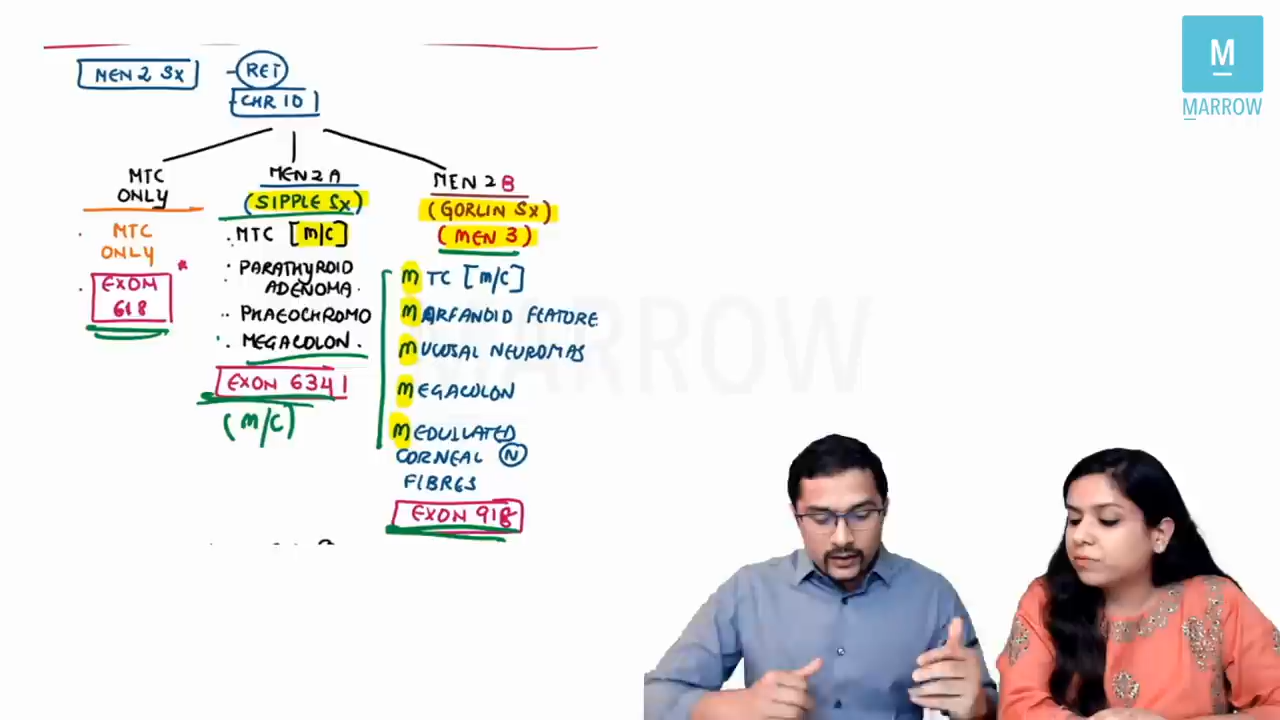 MEN 2 Sx
-RET
-CHR 10
MTC
ONLY
MTC
ONLY
EXON
618
MEN 2 A
(SIPPLE Sx)
MTC [M/C]
PARATHYROID
ADENOMA
PHAEOCHROMO
MEGACOLON
EXON 634
(M/C)
MEN 2 B
(GORLIN Sx)
(MEN 3)
MTC [M/C]
MARFANOID FEATURE
MUCOSAL NEUROMAS
MEGACOLON
MEDULLATED
CORNEAL N
FIBRES
EXON 918
M
MARROW
MARROW